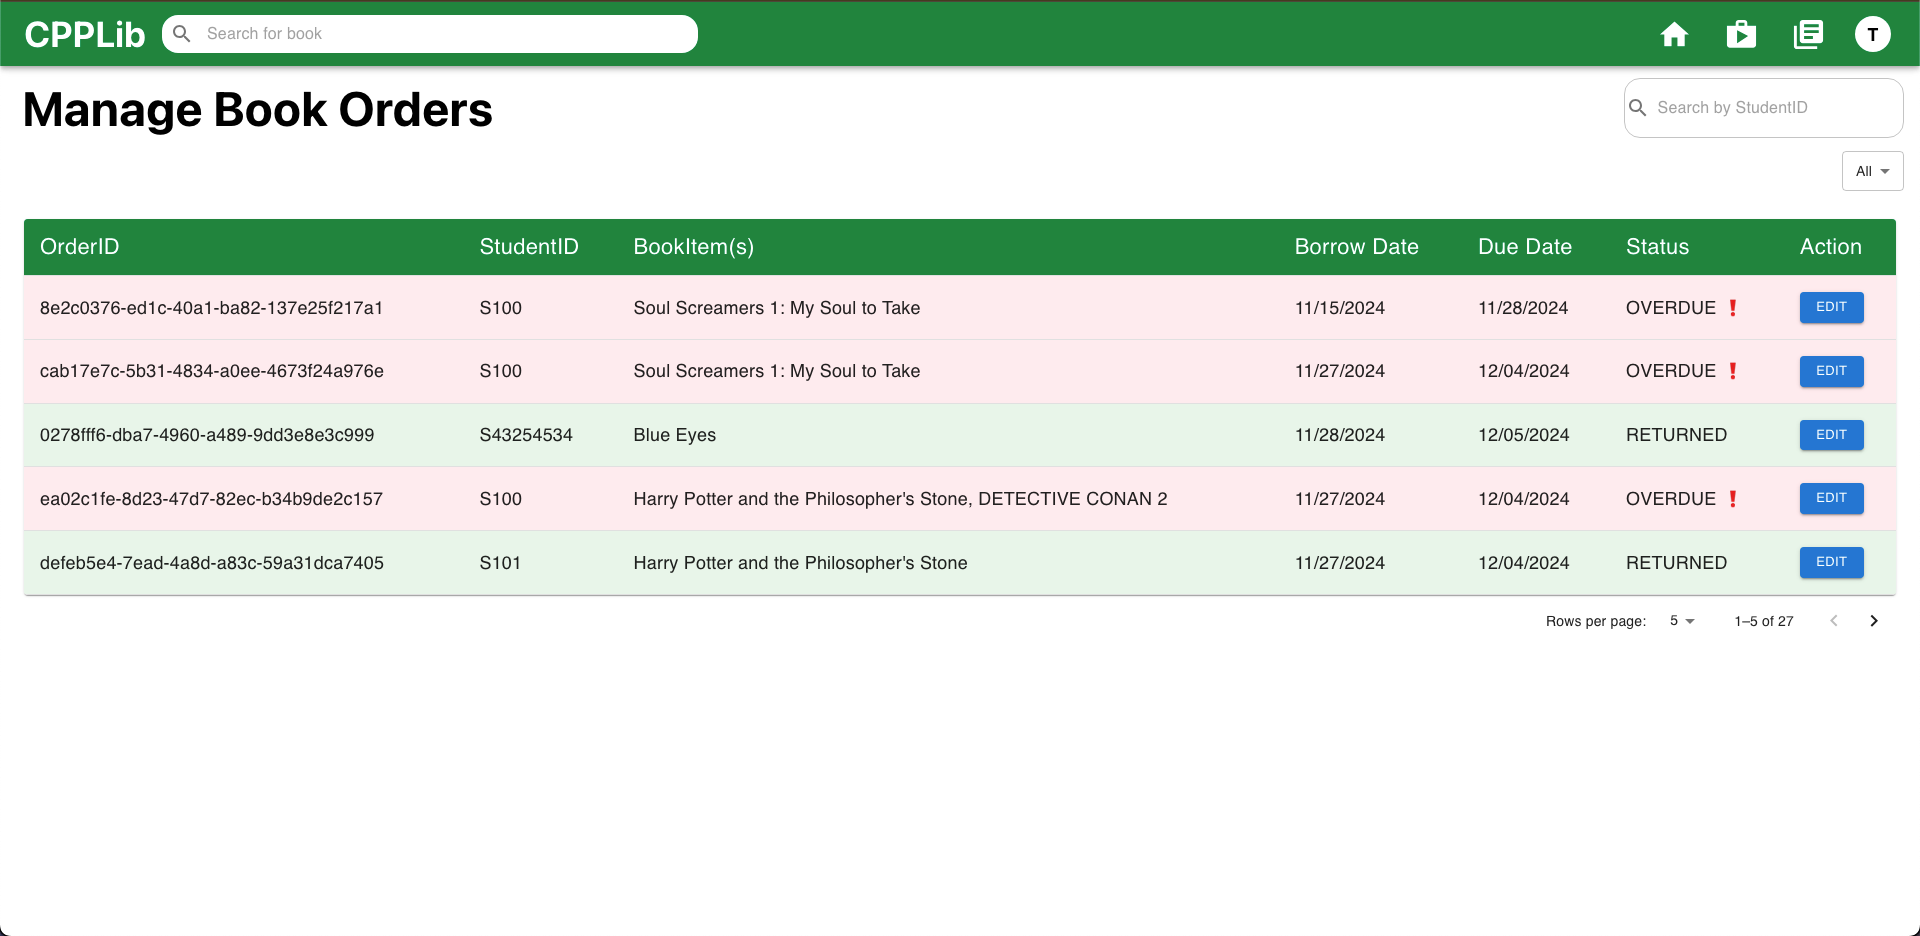 CPPLib Search for book T
Manage Book Orders
Search by StudentID
All
OrderID StudentID BookItem(s) Borrow Date Due Date Status Action
8e2c0376-ed1c-40a1-ba82-137e25f217a1 S100 Soul Screamers 1: My Soul to Take 11/15/2024 11/28/2024 OVERDUE ❗ EDIT
cab17e7c-5b31-4834-a0ee-4673f24a976e S100 Soul Screamers 1: My Soul to Take 11/27/2024 12/04/2024 OVERDUE ❗ EDIT
0278fff6-dba7-4960-a489-9dd3e8e3c999 S43254534 Blue Eyes 11/28/2024 12/05/2024 RETURNED EDIT
ea02c1fe-8d23-47d7-82ec-b34b9de2c157 S100 Harry Potter and the Philosopher's Stone, DETECTIVE CONAN 2 11/27/2024 12/04/2024 OVERDUE ❗ EDIT
defeb5e4-7ead-4a8d-a83c-59a31dca7405 S101 Harry Potter and the Philosopher's Stone 11/27/2024 12/04/2024 RETURNED EDIT
Rows per page: 5 1–5 of 27